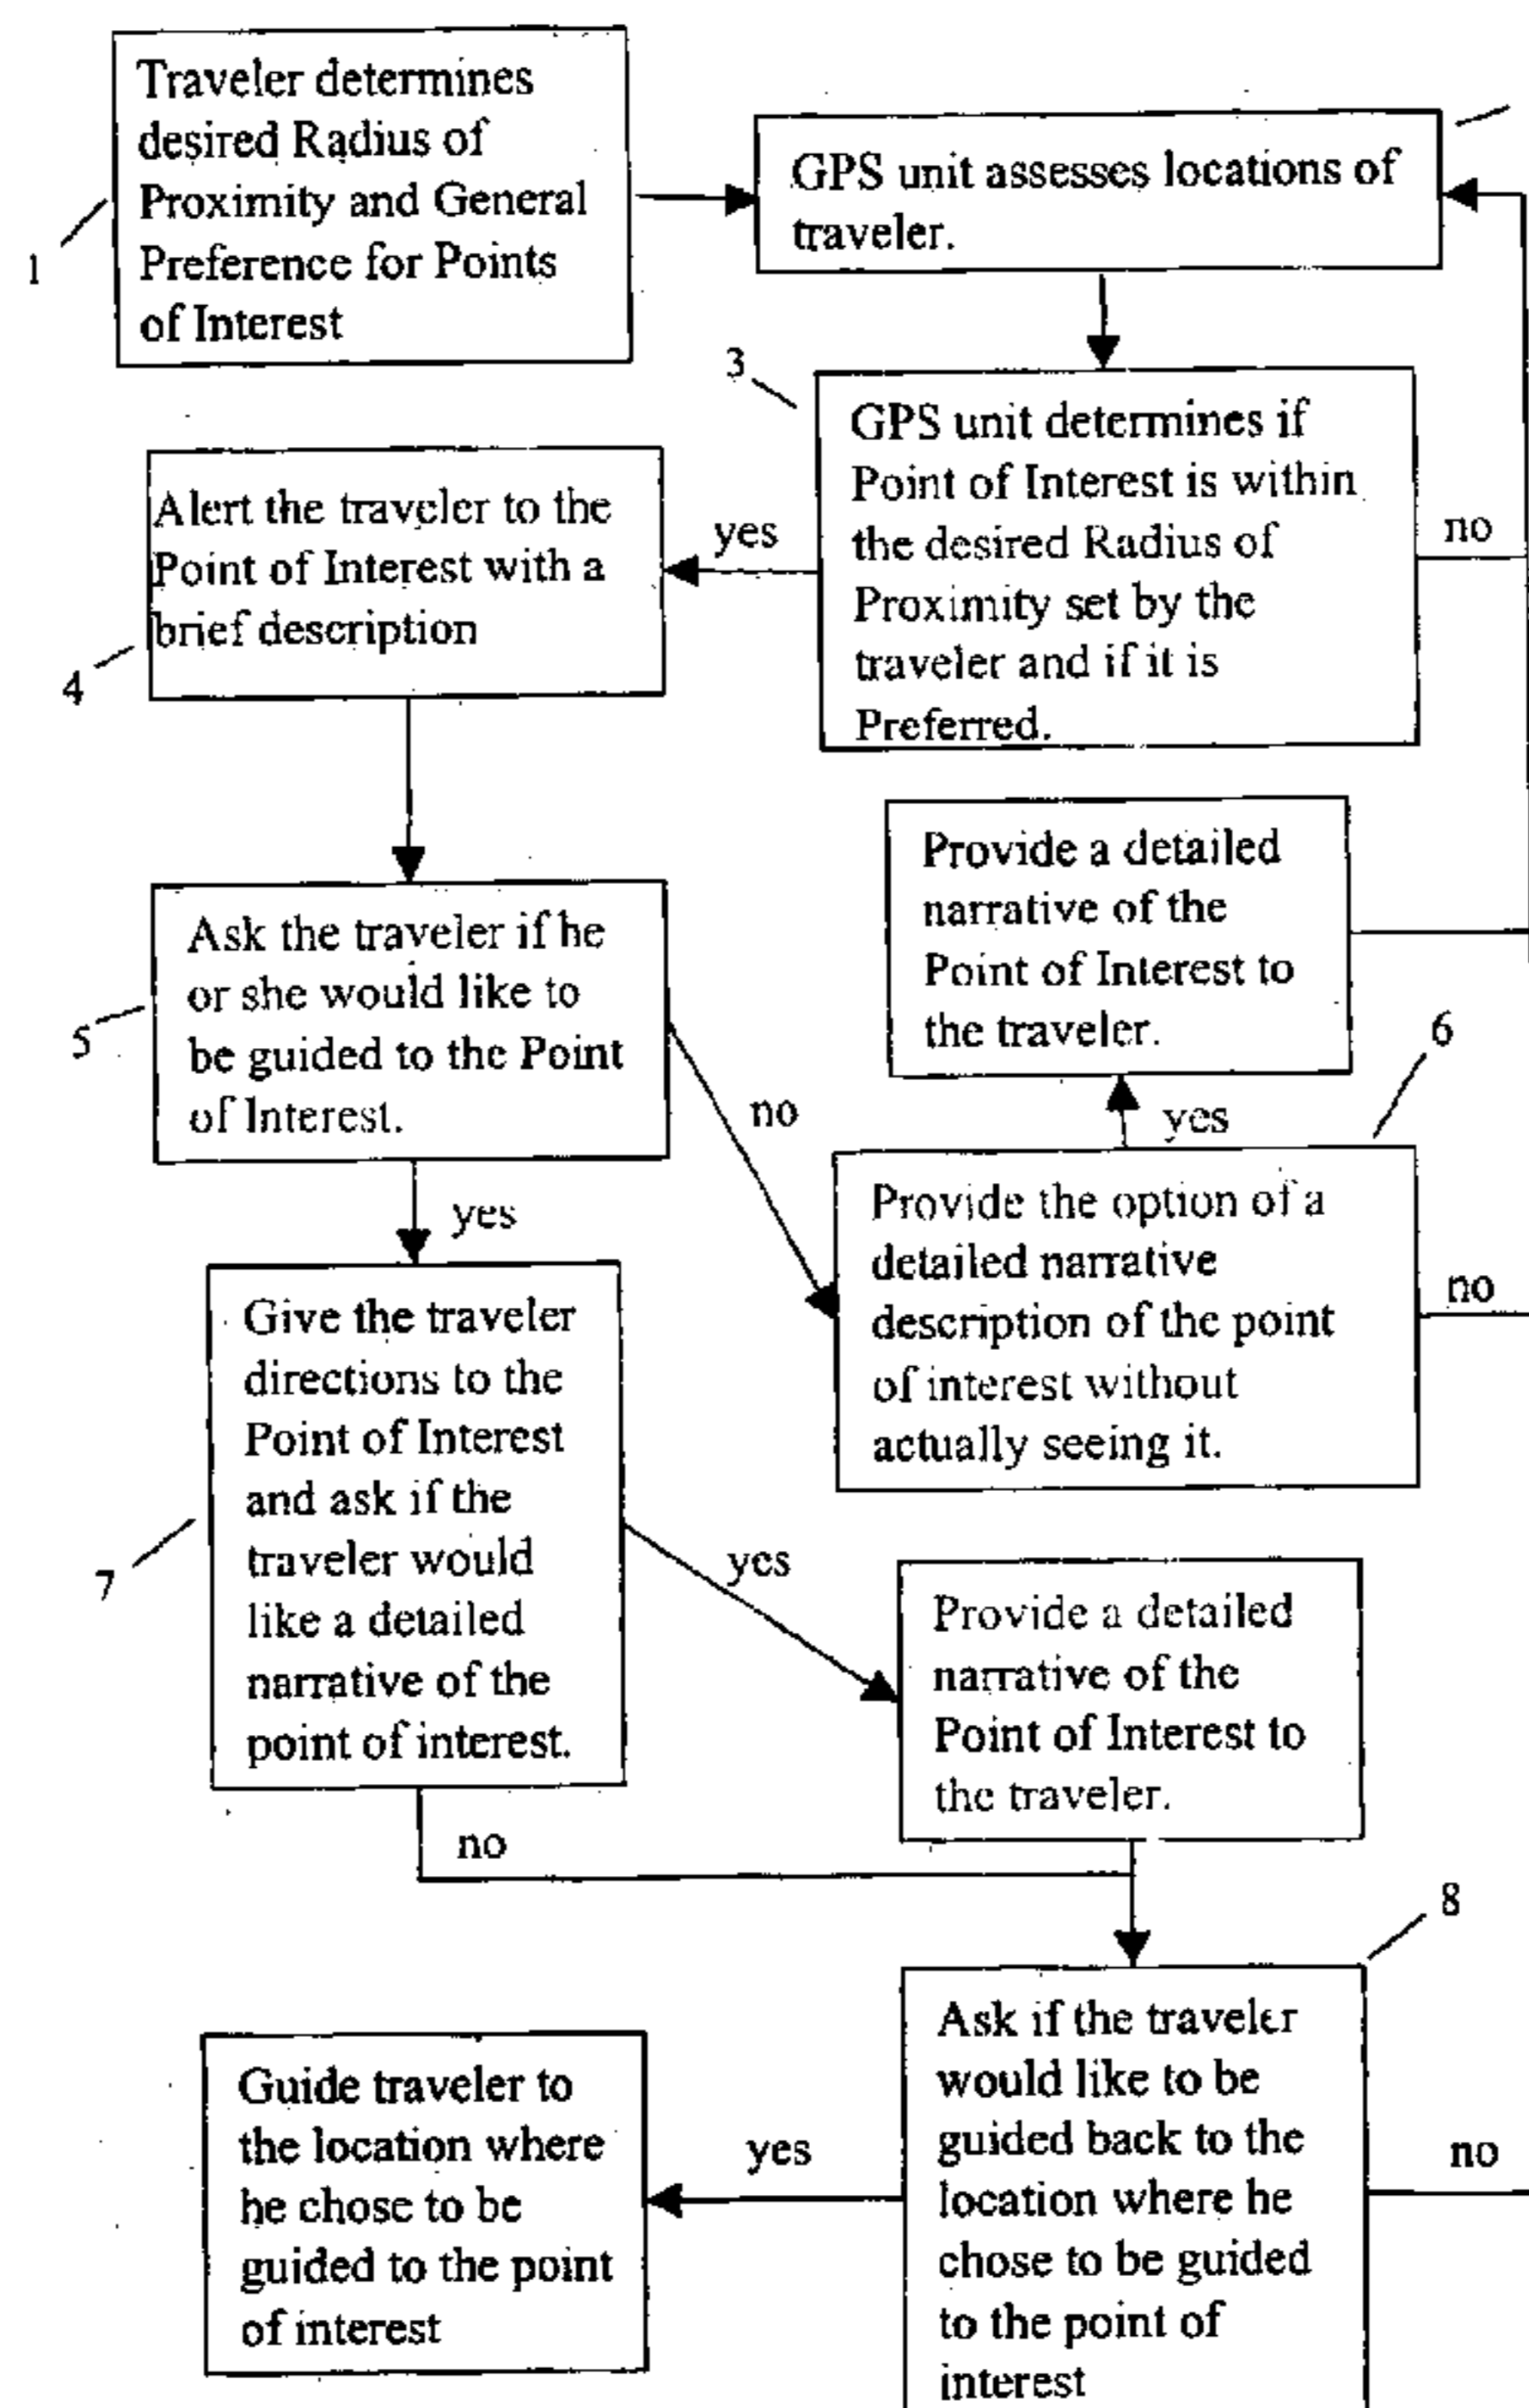 Traveler determines
desired Radius of
Proximity and General
Preference for Points
of Interest
1
GPS unit assesses locations of
traveler.
3
GPS unit determines if
Point of Interest is within
the desired Radius of
Proximity set by the
traveler and if it is
Preferred.
yes
no
Alert the traveler to the
Point of Interest with a
brief description
4
Ask the traveler if he
or she would like to
be guided to the Point
of Interest.
5
no
yes
Provide a detailed
narrative of the
Point of Interest to
the traveler.
6
yes
Provide the option of a
detailed narrative
description of the point
of interest without
actually seeing it.
no
Give the traveler
directions to the
Point of Interest
and ask if the
traveler would
like a detailed
narrative of the
point of interest.
7
yes
no
Provide a detailed
narrative of the
Point of Interest to
the traveler.
8
Ask if the traveler
would like to be
guided back to the
location where he
chose to be guided
to the point of
interest
yes
no
Guide traveler to
the location where
he chose to be
guided to the point
of interest